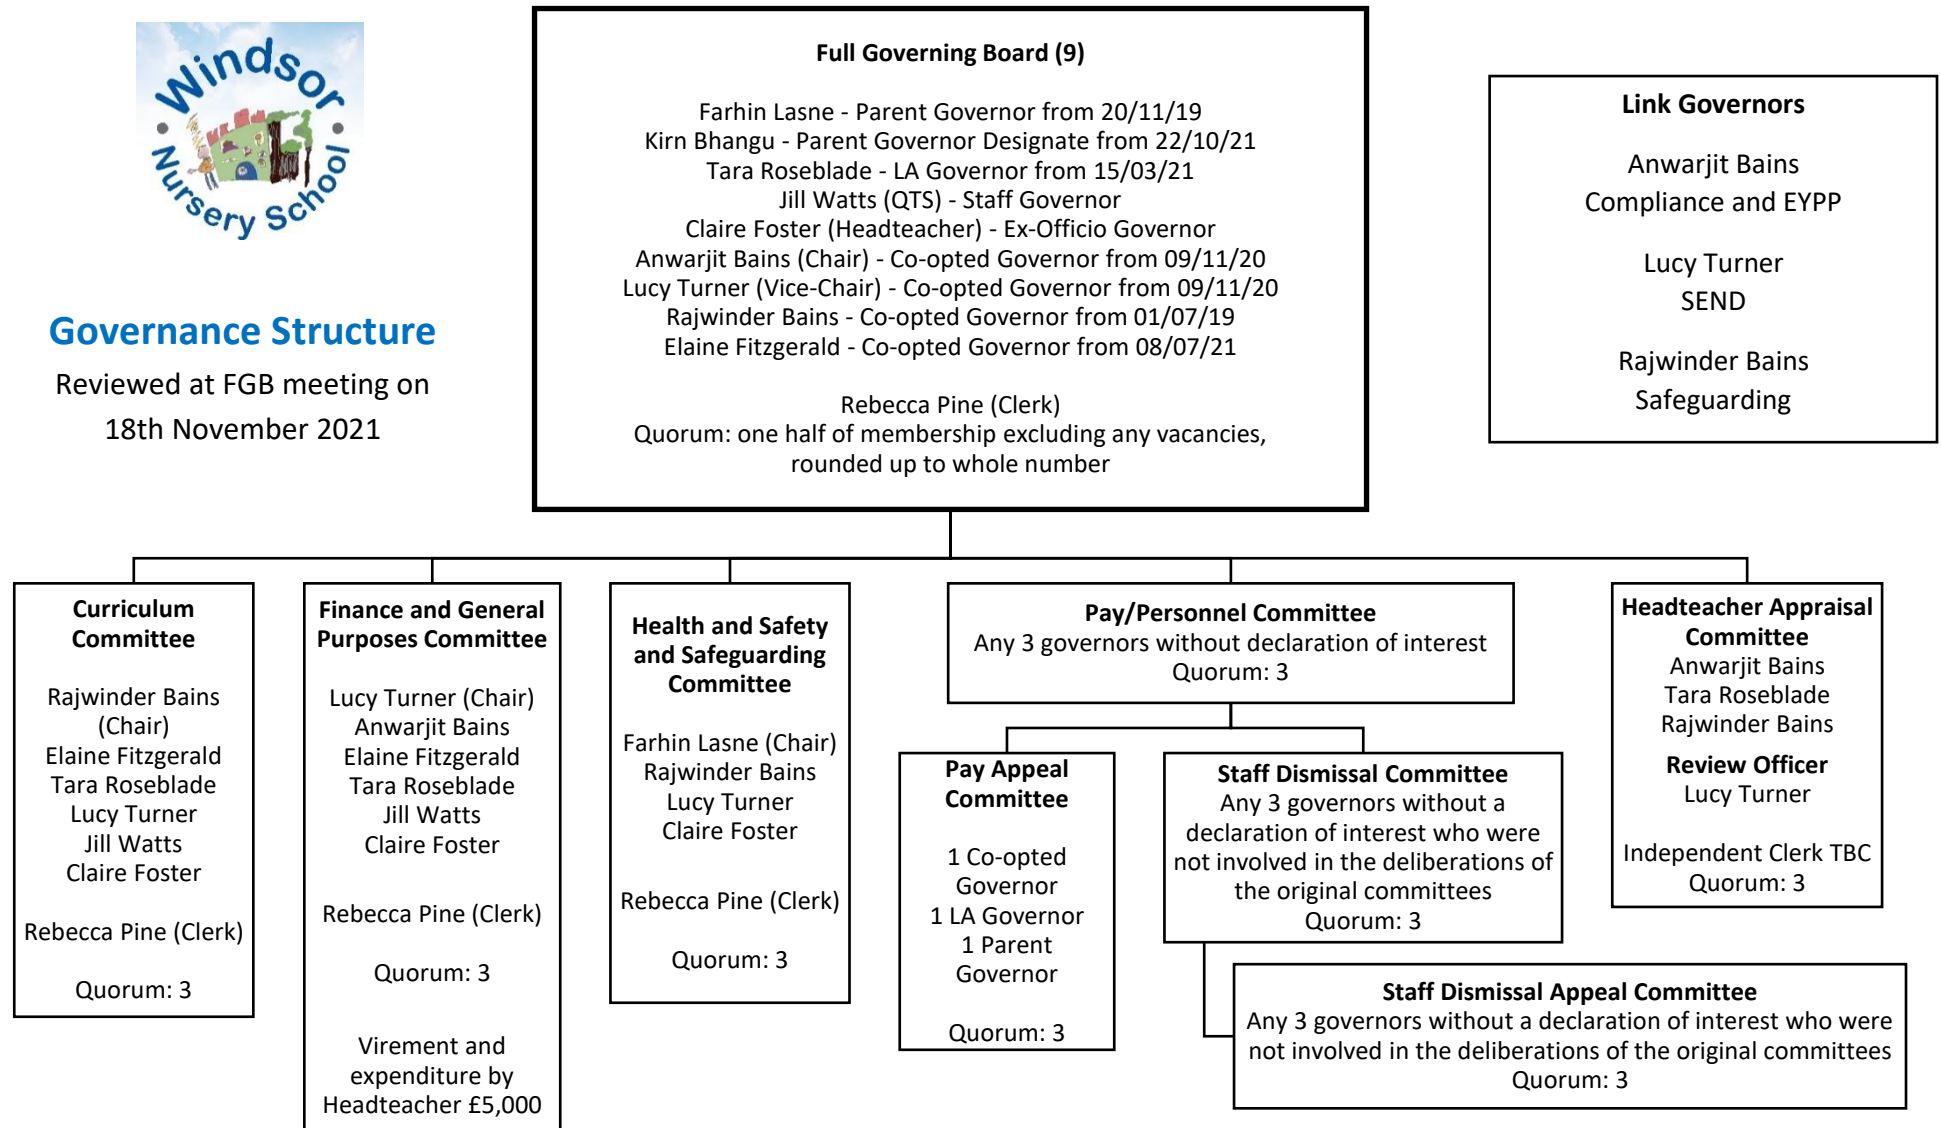 Windsor
Nursery School
Governance Structure
Reviewed at FGB meeting on
18th November 2021
Full Governing Board (9)
Farhin Lasne - Parent Governor from 20/11/19
Kirn Bhangu - Parent Governor Designate from 22/10/21
Tara Roseblade - LA Governor from 15/03/21
Jill Watts (QTS) - Staff Governor
Claire Foster (Headteacher) - Ex-Officio Governor
Anwarjit Bains (Chair) - Co-opted Governor from 09/11/20
Lucy Turner (Vice-Chair) - Co-opted Governor from 09/11/20
Rajwinder Bains - Co-opted Governor from 01/07/19
Elaine Fitzgerald - Co-opted Governor from 08/07/21
Rebecca Pine (Clerk)
Quorum: one half of membership excluding any vacancies,
rounded up to whole number
Link Governors
Anwarjit Bains
Compliance and EYPP
Lucy Turner
SEND
Rajwinder Bains
Safeguarding
Curriculum
Committee
Rajwinder Bains
(Chair)
Elaine Fitzgerald
Tara Roseblade
Lucy Turner
Jill Watts
Claire Foster
Rebecca Pine (Clerk)
Quorum: 3
Finance and General
Purposes Committee
Lucy Turner (Chair)
Anwarjit Bains
Elaine Fitzgerald
Tara Roseblade
Jill Watts
Claire Foster
Rebecca Pine (Clerk)
Quorum: 3
Virement and
expenditure by
Headteacher £5,000
Health and Safety
and Safeguarding
Committee
Farhin Lasne (Chair)
Rajwinder Bains
Lucy Turner
Claire Foster
Rebecca Pine (Clerk)
Quorum: 3
Pay/Personnel Committee
Any 3 governors without declaration of interest
Quorum: 3
Pay Appeal
Committee
1 Co-opted
Governor
1 LA Governor
1 Parent
Governor
Quorum: 3
Staff Dismissal Committee
Any 3 governors without a
declaration of interest who were
not involved in the deliberations of
the original committees
Quorum: 3
Staff Dismissal Appeal Committee
Any 3 governors without a declaration of interest who were
not involved in the deliberations of the original committees
Quorum: 3
Headteacher Appraisal
Committee
Anwarjit Bains
Tara Roseblade
Rajwinder Bains
Review Officer
Lucy Turner
Independent Clerk TBC
Quorum: 3